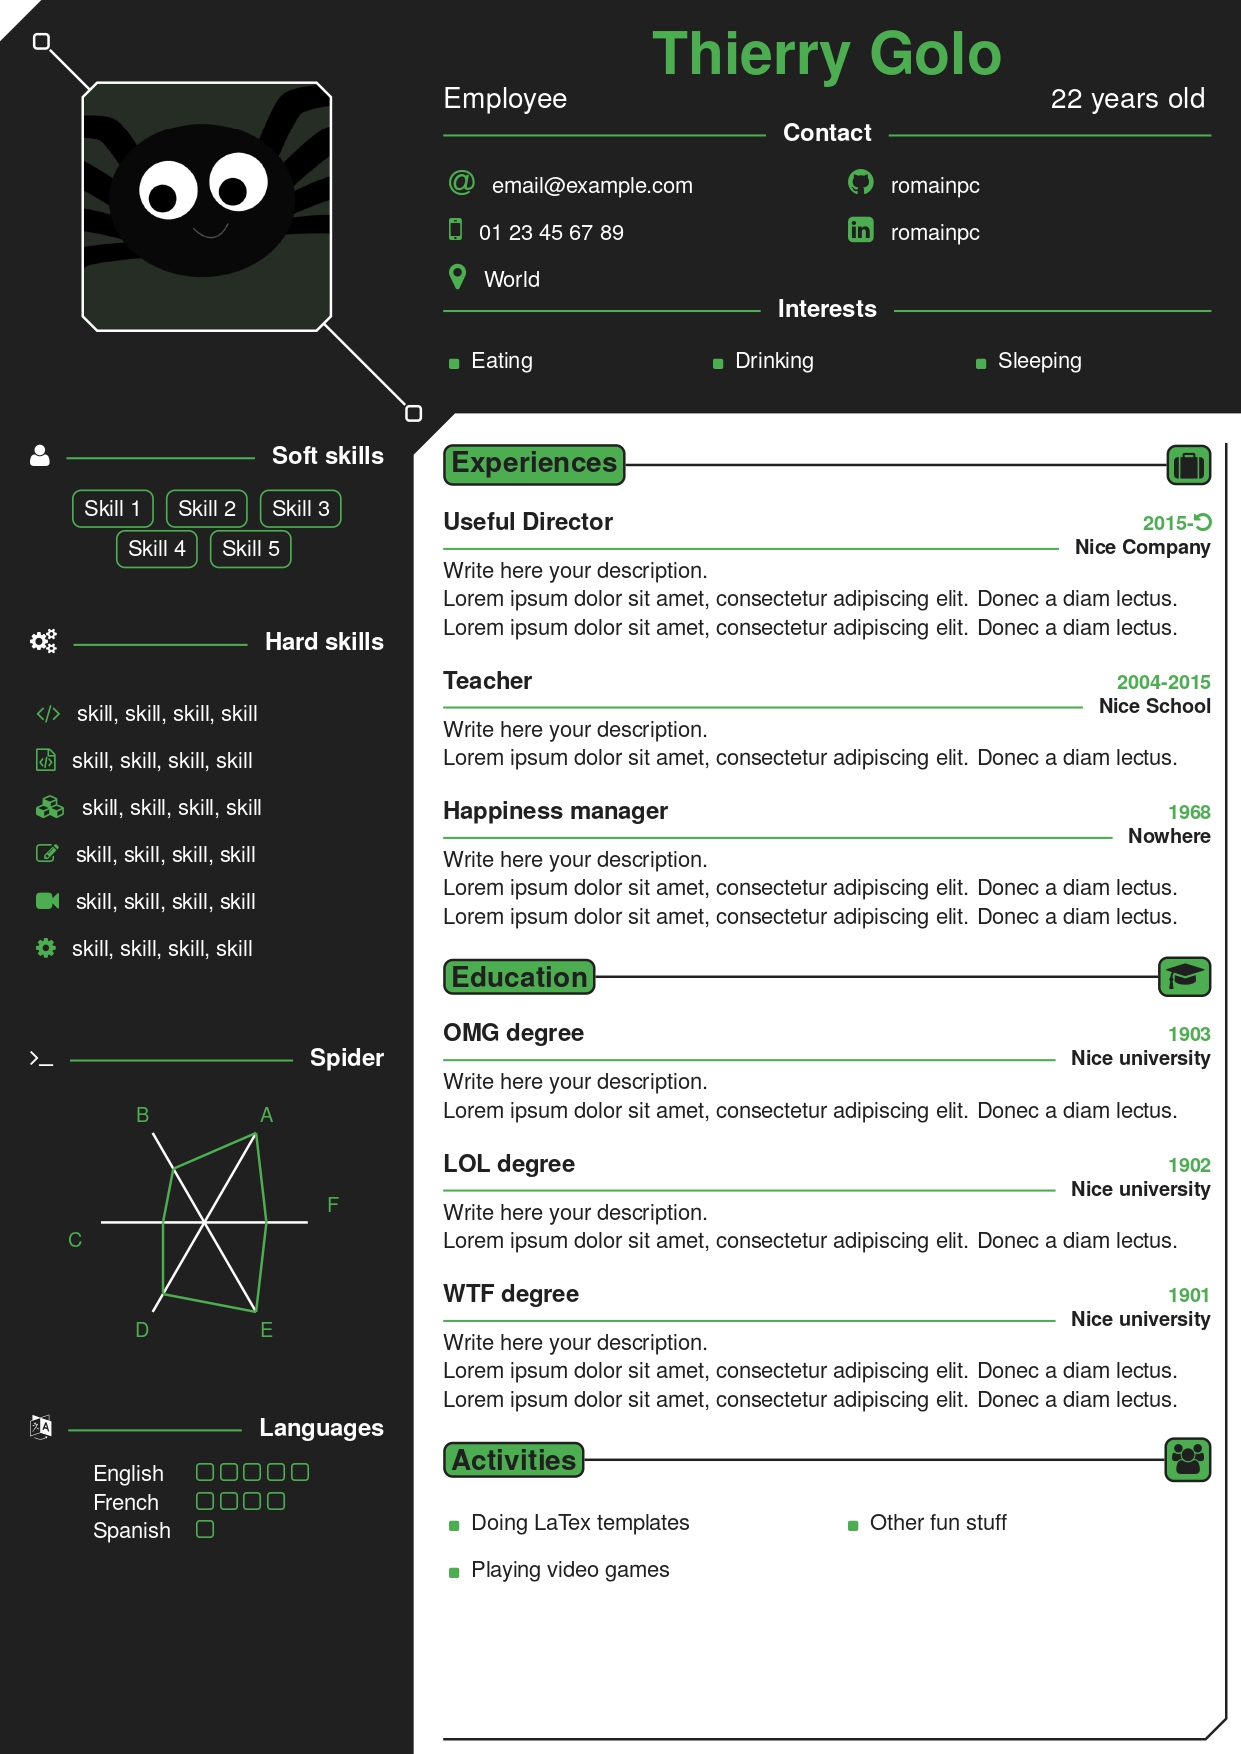 Thierry Golo
Employee 22 years old
Contact
email@example.com romainpc
01 23 45 67 89 romainpc
World
Interests
Eating Drinking Sleeping
Soft skills
Skill 1 Skill 2 Skill 3
Skill 4 Skill 5
Hard skills
skill, skill, skill, skill
skill, skill, skill, skill
skill, skill, skill, skill
skill, skill, skill, skill
skill, skill, skill, skill
skill, skill, skill, skill
Spider
B A
F
C
D E
Languages
English
French
Spanish
Experiences
Useful Director 2015-
Nice Company
Write here your description.
Lorem ipsum dolor sit amet, consectetur adipiscing elit. Donec a diam lectus.
Lorem ipsum dolor sit amet, consectetur adipiscing elit. Donec a diam lectus.
Teacher 2004-2015
Nice School
Write here your description.
Lorem ipsum dolor sit amet, consectetur adipiscing elit. Donec a diam lectus.
Happiness manager 1968
Nowhere
Write here your description.
Lorem ipsum dolor sit amet, consectetur adipiscing elit. Donec a diam lectus.
Lorem ipsum dolor sit amet, consectetur adipiscing elit. Donec a diam lectus.
Education
OMG degree 1903
Nice university
Write here your description.
Lorem ipsum dolor sit amet, consectetur adipiscing elit. Donec a diam lectus.
LOL degree 1902
Nice university
Write here your description.
Lorem ipsum dolor sit amet, consectetur adipiscing elit. Donec a diam lectus.
WTF degree 1901
Nice university
Write here your description.
Lorem ipsum dolor sit amet, consectetur adipiscing elit. Donec a diam lectus.
Lorem ipsum dolor sit amet, consectetur adipiscing elit. Donec a diam lectus.
Activities
Doing LaTex templates Other fun stuff
Playing video games